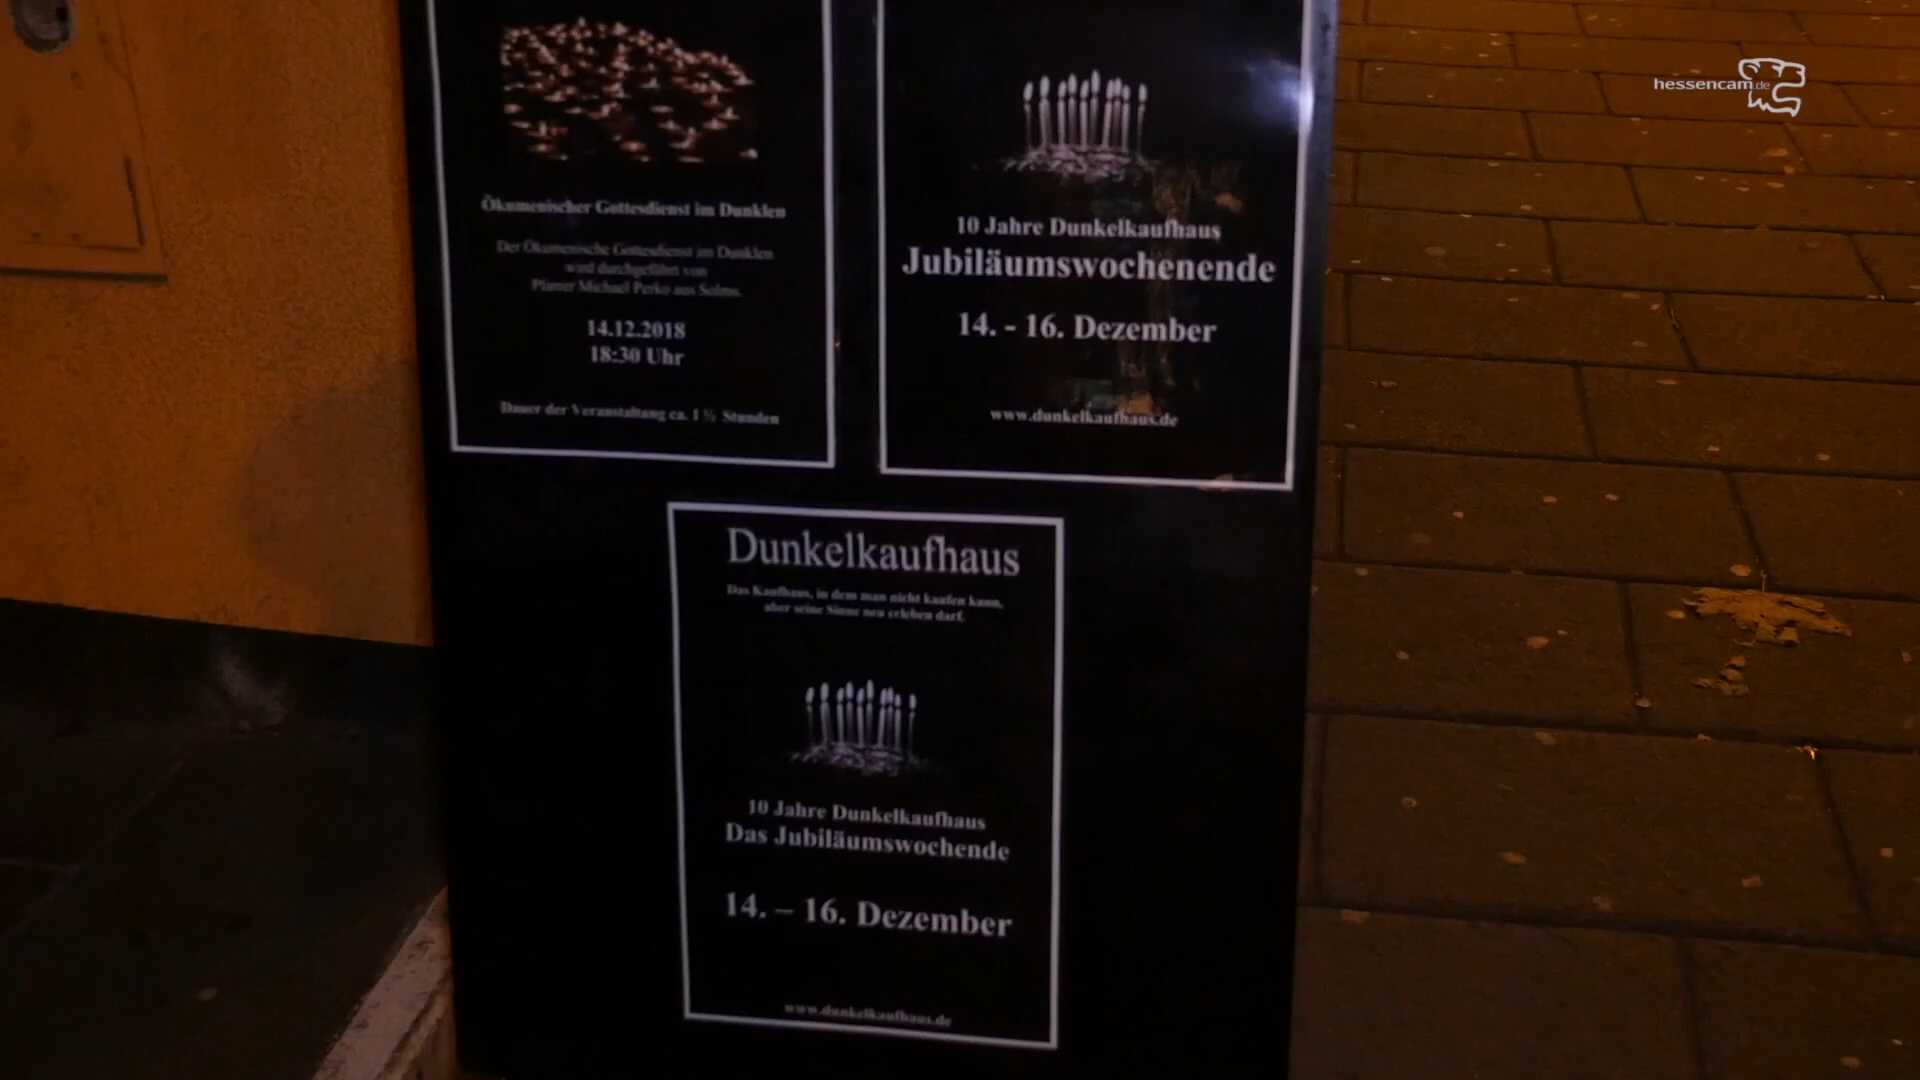 hessencam.de
Ökumenischer Gottesdienst im Dunklen
Der Ökumenische Gottesdienst im Dunklen
wird durchgeführt von
Pfarrer Michael Perko aus Solms.
14.12.2018
18:30 Uhr
Dauer der Veranstaltung ca. 1 ½ Stunden
10 Jahre Dunkelkaufhaus
Jubiläumswochenende
14. - 16. Dezember
www.dunkelkaufhaus.de
Dunkelkaufhaus
Das Kaufhaus, in dem man nicht kaufen kann,
aber seine Sinne neu erleben darf.
10 Jahre Dunkelkaufhaus
Das Jubiläumswochende
14. – 16. Dezember
www.dunkelkaufhaus.de